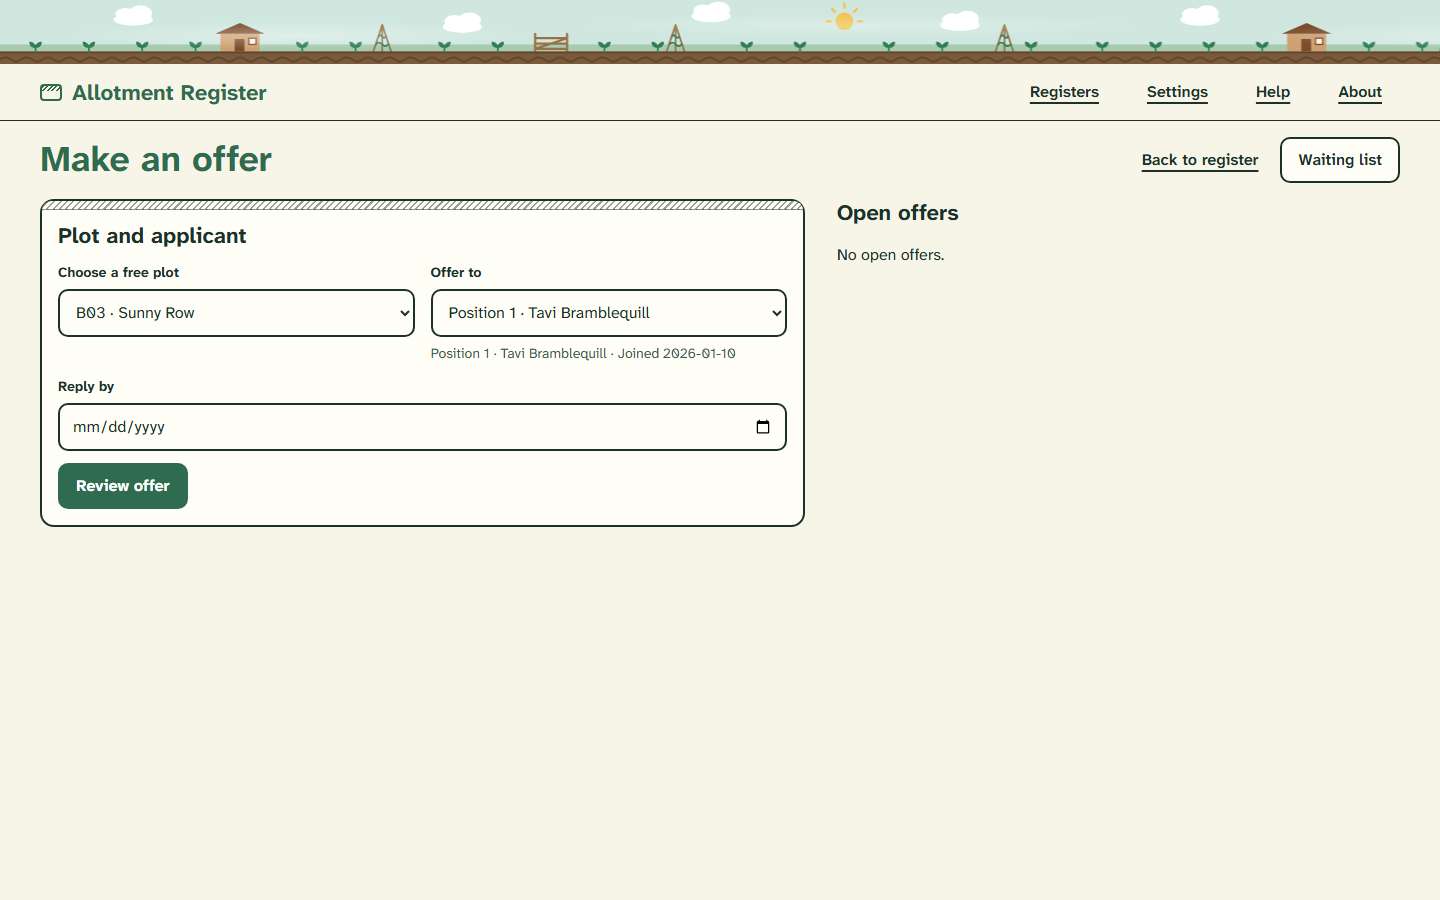 Allotment Register
Registers
Settings
Help
About
Make an offer
Back to register
Waiting list
Plot and applicant
Choose a free plot
B03 · Sunny Row
Offer to
Position 1 · Tavi Bramblequill
Position 1 · Tavi Bramblequill · Joined 2026-01-10
Reply by
mm/dd/yyyy
Review offer
Open offers
No open offers.